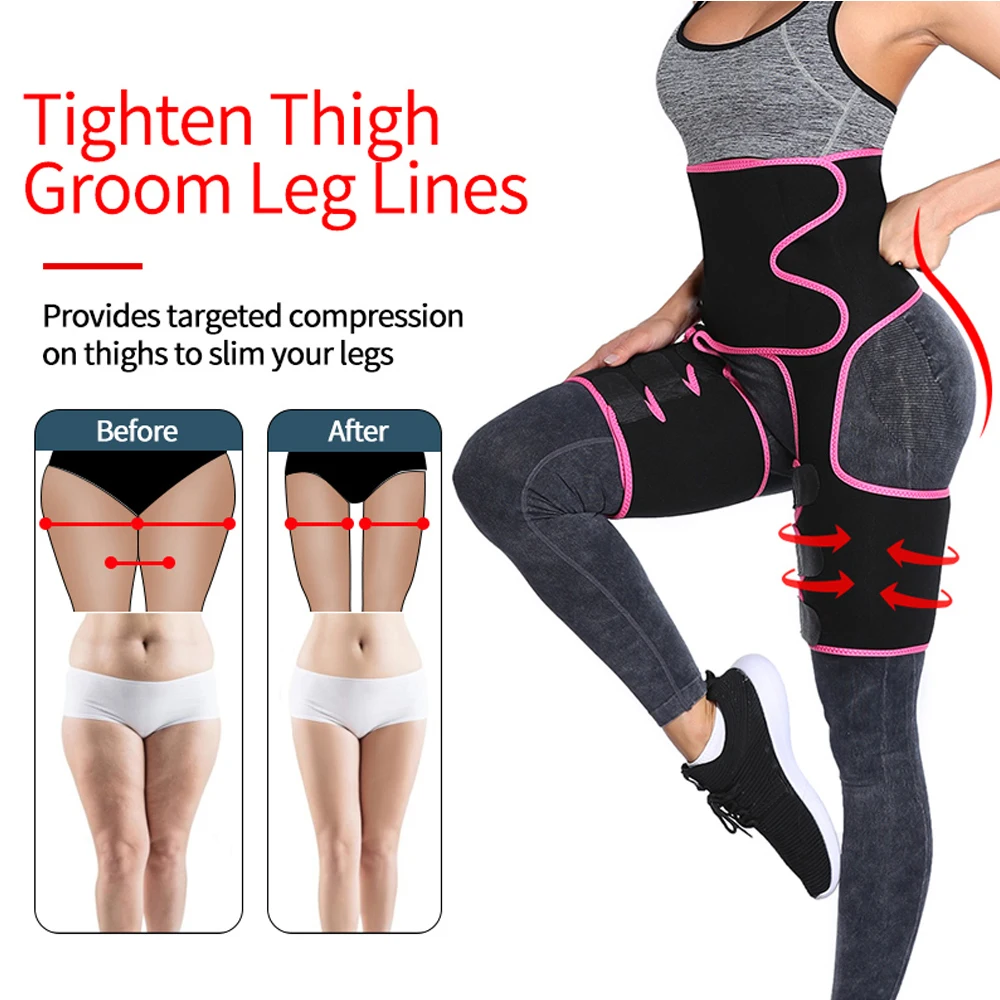 Tighten Thigh
Groom Leg Lines
Provides targeted compression
on thighs to slim your legs
Before
After